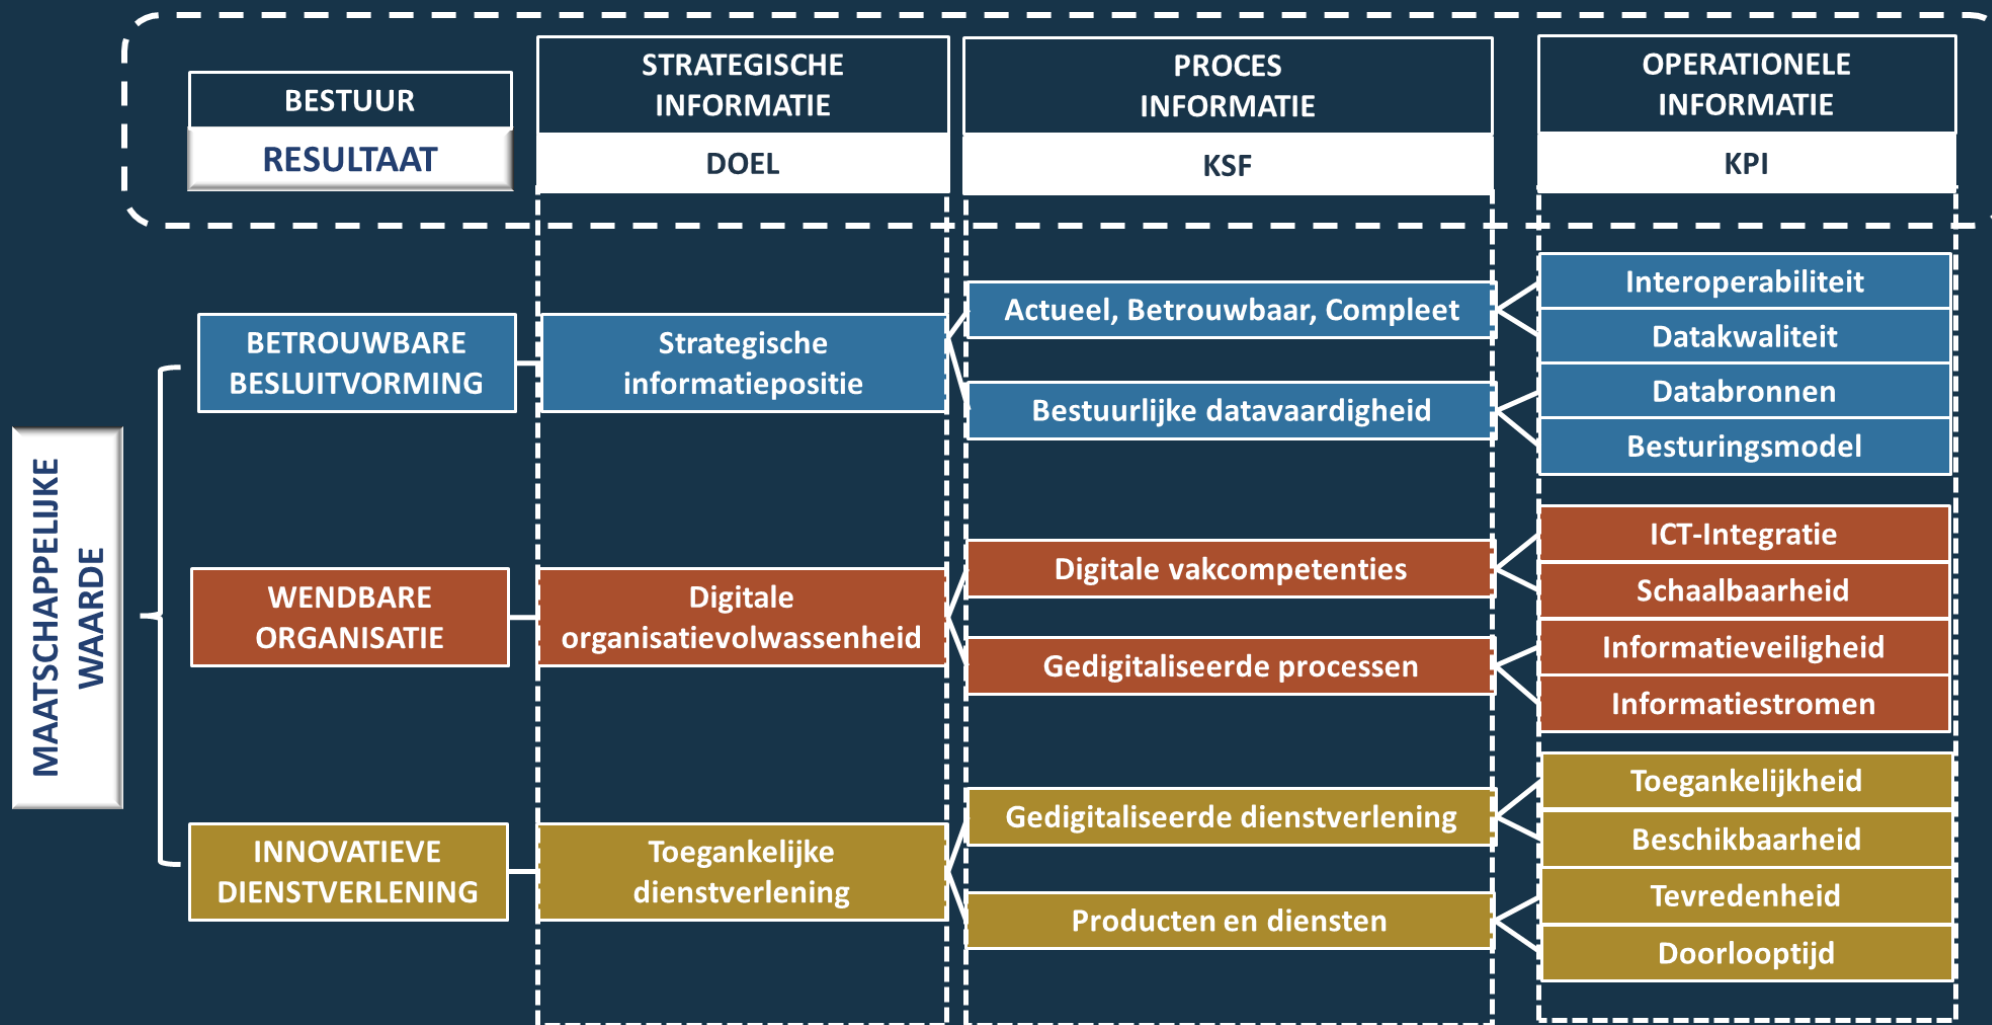 BESTUUR
RESULTAAT
STRATEGISCHE
INFORMATIE
DOEL
PROCES
INFORMATIE
KSF
OPERATIONELE
INFORMATIE
KPI
MAATSCHAPPELIJKE
WAARDE
BETROUWBARE
BESLUITVORMING
Strategische
informatiepositie
Actueel, Betrouwbaar, Compleet
Bestuurlijke datavaardigheid
Interoperabiliteit
Datakwaliteit
Databronnen
Besturingsmodel
WENDBARE
ORGANISATIE
Digitale
organisatievolwassenheid
Digitale vakcompetenties
Gedigitaliseerde processen
ICT-Integratie
Schaalbaarheid
Informatieveiligheid
Informatiestromen
INNOVATIEVE
DIENSTVERLENING
Toegankelijke
dienstverlening
Gedigitaliseerde dienstverlening
Producten en diensten
Toegankelijkheid
Beschikbaarheid
Tevredenheid
Doorlooptijd